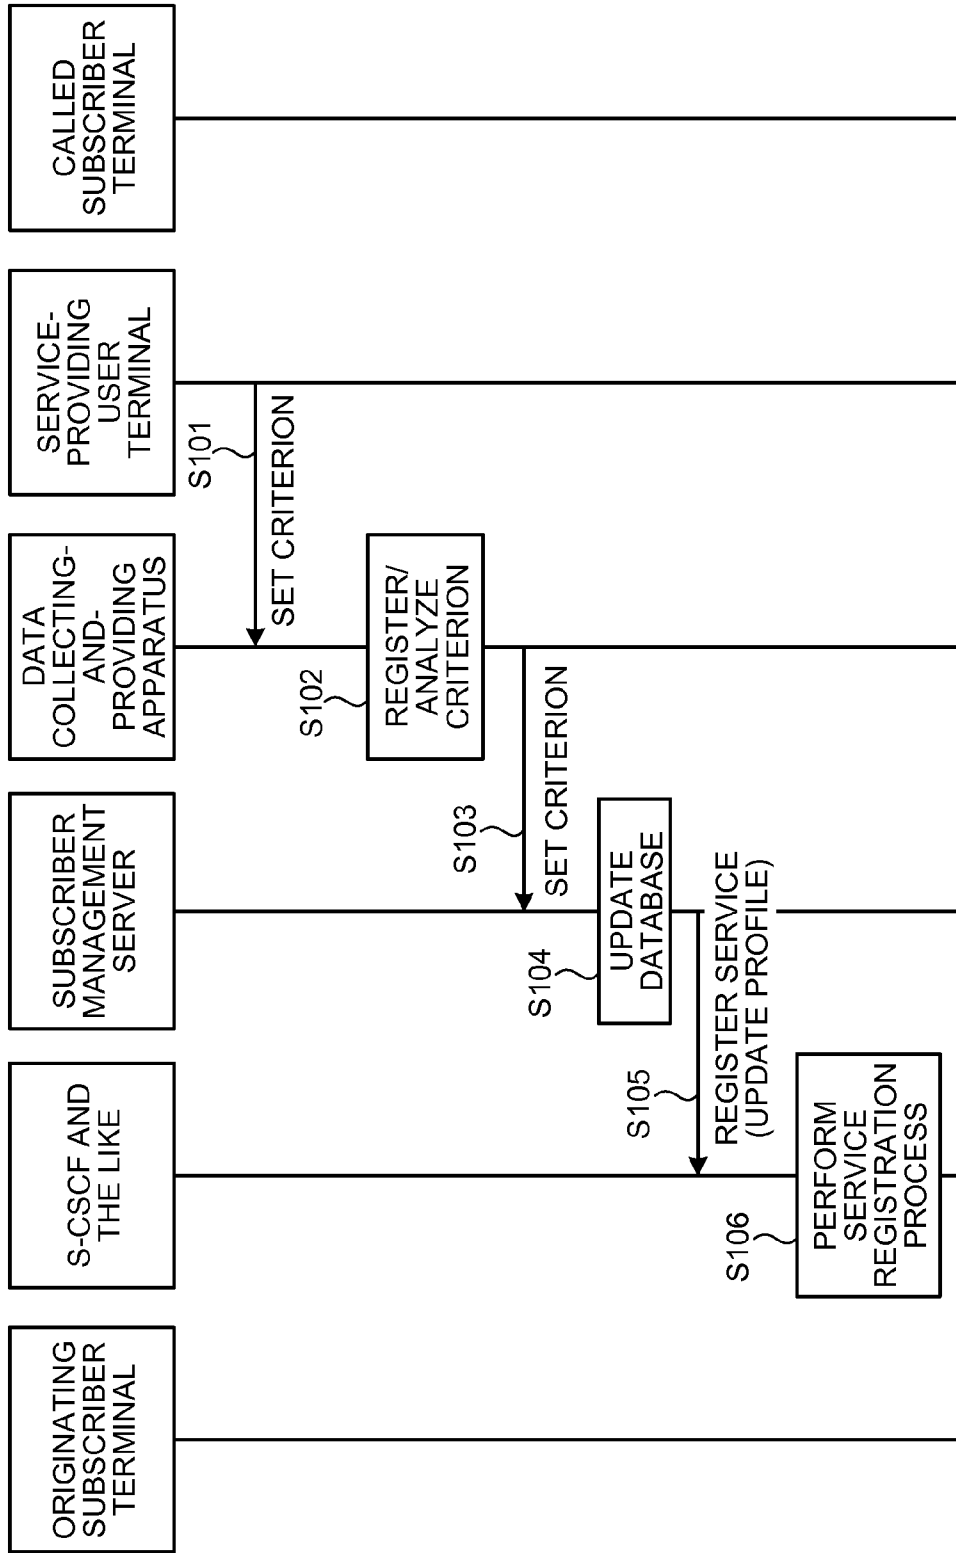 ORIGINATING
SUBSCRIBER
TERMINAL
S-CSCF AND
THE LIKE
SUBSCRIBER
MANAGEMENT
SERVER
DATA
COLLECTING-
AND-
PROVIDING
APPARATUS
SERVICE-
PROVIDING
USER
TERMINAL
CALLED
SUBSCRIBER
TERMINAL
S101
SET CRITERION
S102
REGISTER/
ANALYZE
CRITERION
S103
SET CRITERION
S104
UPDATE
DATABASE
S105
REGISTER SERVICE
(UPDATE PROFILE)
S106
PERFORM
SERVICE
REGISTRATION
PROCESS